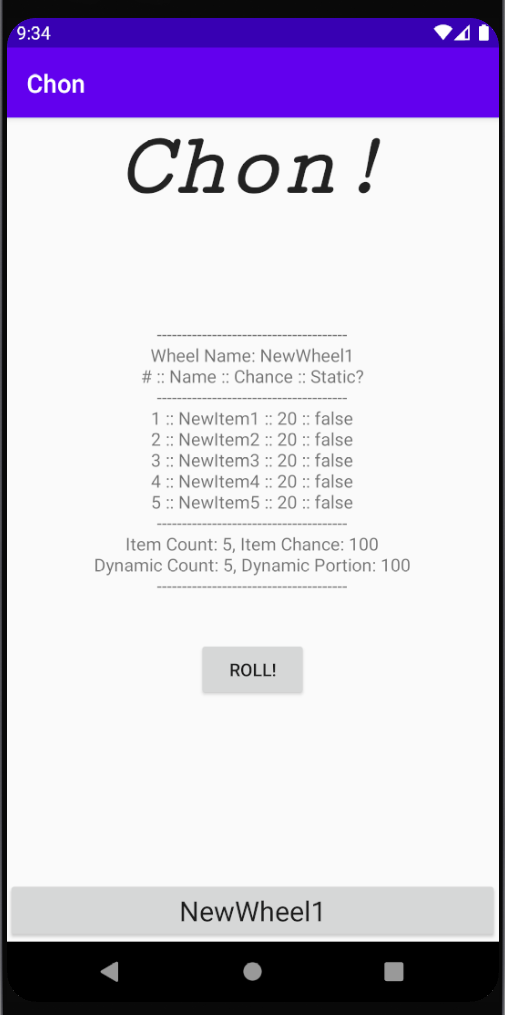 9:34
Chon
Chon!
--------------------------------------
Wheel Name: NewWheel1
# :: Name :: Chance :: Static?
--------------------------------------
1 :: NewItem1 :: 20 :: false
2 :: NewItem2 :: 20 :: false
3 :: NewItem3 :: 20 :: false
4 :: NewItem4 :: 20 :: false
5 :: NewItem5 :: 20 :: false
--------------------------------------
Item Count: 5, Item Chance: 100
Dynamic Count: 5, Dynamic Portion: 100
--------------------------------------
ROLL!
NewWheel1